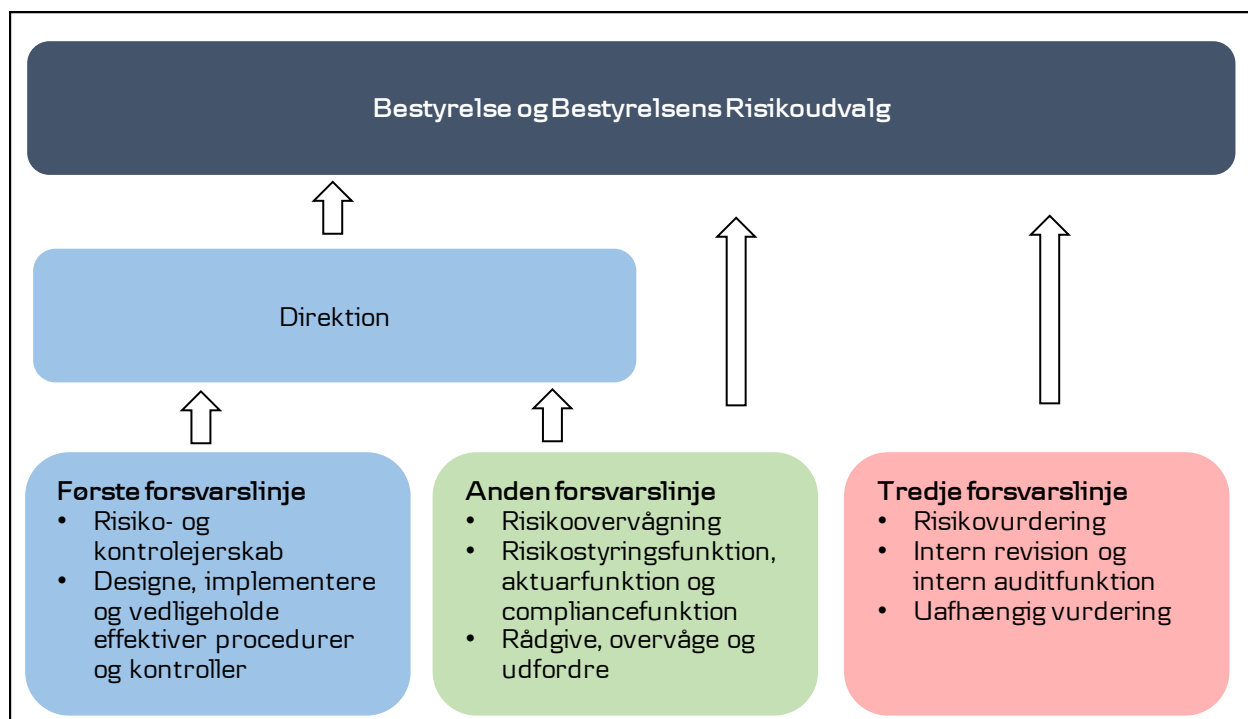 Bestyrelse og Bestyrelsens Risikoudvalg
Direktion
Første forsvarslinje
• Risiko- og
kontrolejerskab
• Designe, implementere
og vedligeholde
effektiver procedurer
og kontroller
Anden forsvarslinje
• Risikoovervågning
• Risikostyringsfunktion,
aktuarfunktion og
compliancefunktion
• Rådgive, overvåge og
udfordre
Tredje forsvarslinje
• Risikovurdering
• Intern revision og
intern auditfunktion
• Uafhængig vurdering